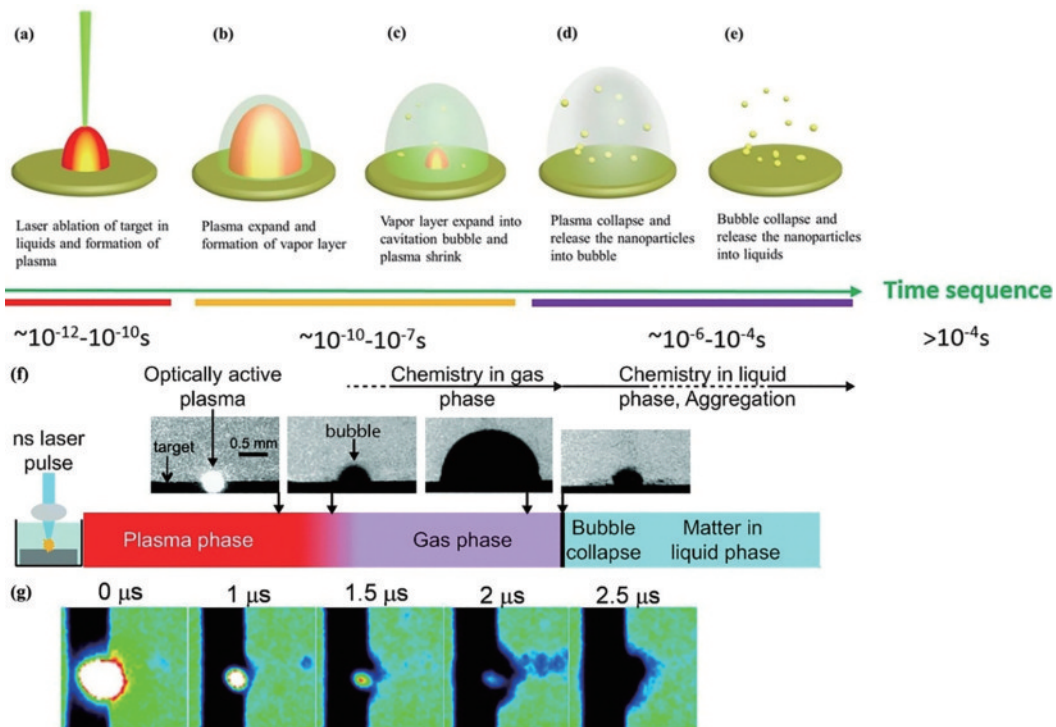 (a) (b) (c) (d) (e)
Laser ablation of target in
liquids and formation of
plasma
Plasma expand and
formation of vapor layer
Vapor layer expand into
cavitation bubble and
plasma shrink
Plasma collapse and
release the nanoparticles
into bubble
Bubble collapse and
release the nanoparticles
into liquids
Time sequence
~10⁻¹²-10⁻¹⁰s ~10⁻¹⁰-10⁻⁷s ~10⁻⁶-10⁻⁴s >10⁻⁴s
(f)
ns laser
pulse
Optically active
plasma
target
0.5 mm
bubble
Chemistry in gas
phase
Chemistry in liquid
phase, Aggregation
Plasma phase
Gas phase
Bubble
collapse
Matter in
liquid phase
(g) 0 μs 1 μs 1.5 μs 2 μs 2.5 μs